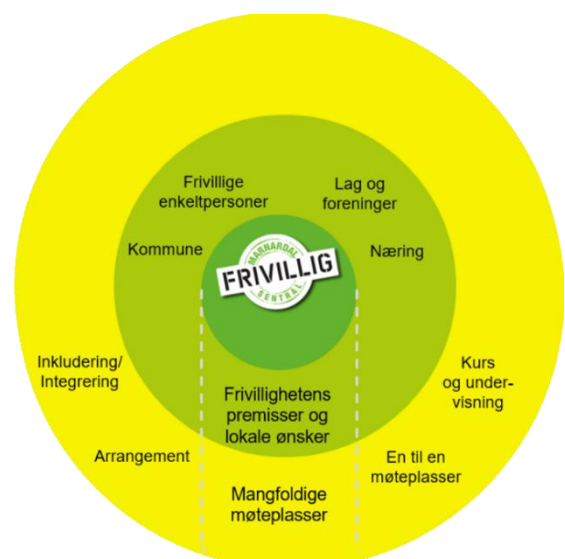 Frivillige
enkeltpersoner
Lag og
foreninger
Kommune
MARNARDAL
FRIVILLIG
SENTRAL
Næring
Inkludering/
Integrering
Kurs
og under-
visning
Frivillighetens
premisser og
lokale ønsker
Arrangement
En til en
møteplasser
Mangfoldige
møteplasser